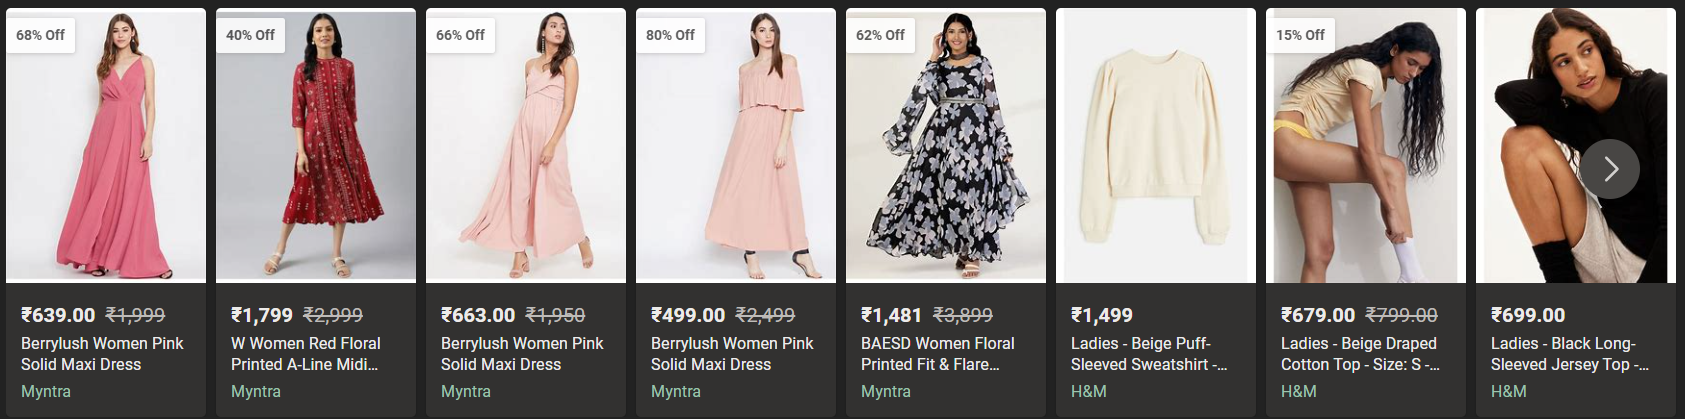 68% Off
₹639.00 ₹1,999
Berrylush Women Pink
Solid Maxi Dress
Myntra
40% Off
₹1,799 ₹2,999
W Women Red Floral
Printed A-Line Midi...
Myntra
66% Off
₹663.00 ₹1,950
Berrylush Women Pink
Solid Maxi Dress
Myntra
80% Off
₹499.00 ₹2,499
Berrylush Women Pink
Solid Maxi Dress
Myntra
62% Off
₹1,481 ₹3,899
BAESD Women Floral
Printed Fit & Flare...
Myntra
₹1,499
Ladies - Beige Puff-
Sleeved Sweatshirt -...
H&M
15% Off
₹679.00 ₹799.00
Ladies - Beige Draped
Cotton Top - Size: S -...
H&M
₹699.00
Ladies - Black Long-
Sleeved Jersey Top -...
H&M